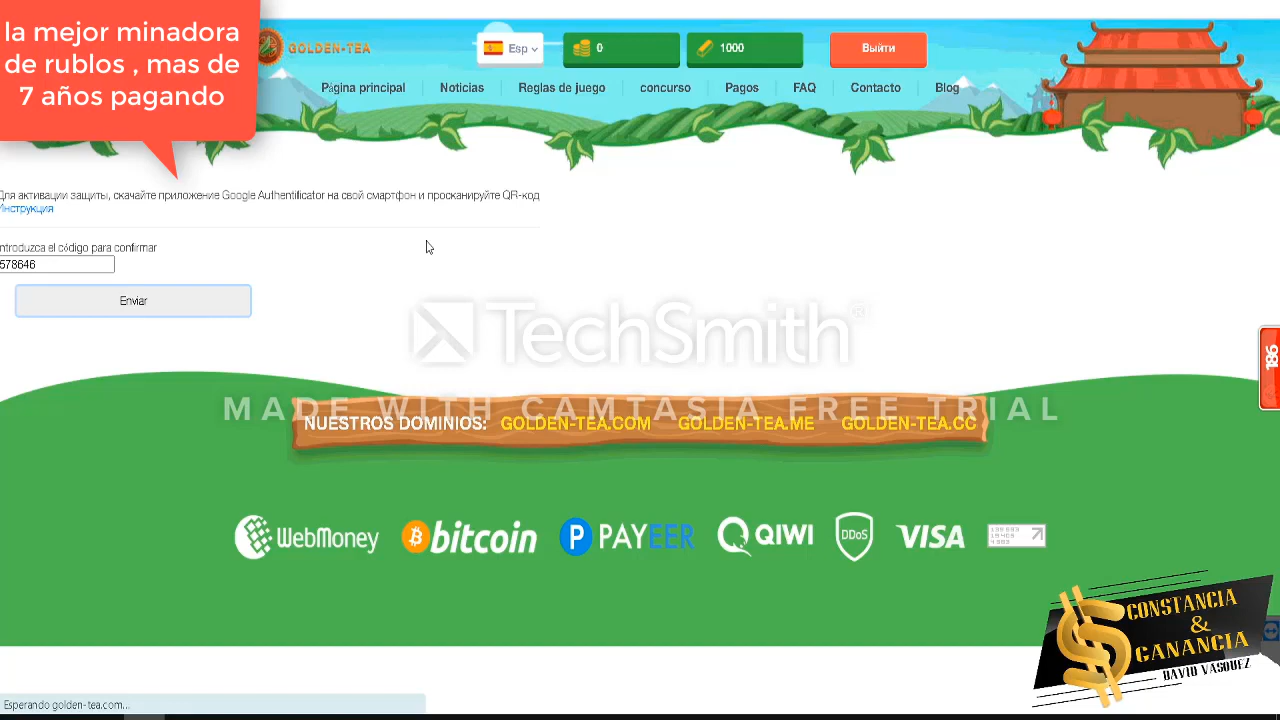 la mejor minadora
de rublos , mas de
7 años pagando
GOLDEN-TEA
Esp
0
1000
Выйти
Página principal
Noticias
Reglas de juego
concurso
Pagos
FAQ
Contacto
Blog
Для активации защиты, скачайте приложение Google Authentificator на свой смартфон и просканируйте QR-код
Инструкция
ntroduzca el código para confirmar
578646
Enviar
TechSmith®
MADE WITH CAMTASIA FREE TRIAL
NUESTROS DOMINIOS: GOLDEN-TEA.COM GOLDEN-TEA.ME GOLDEN-TEA.CC
WebMoney
bitcoin
P PAYEER
QIWI
DDoS
VISA
CONSTANCIA
&
GANANCIA
DAVID VASQUEZ
Esperando golden-tea.com...